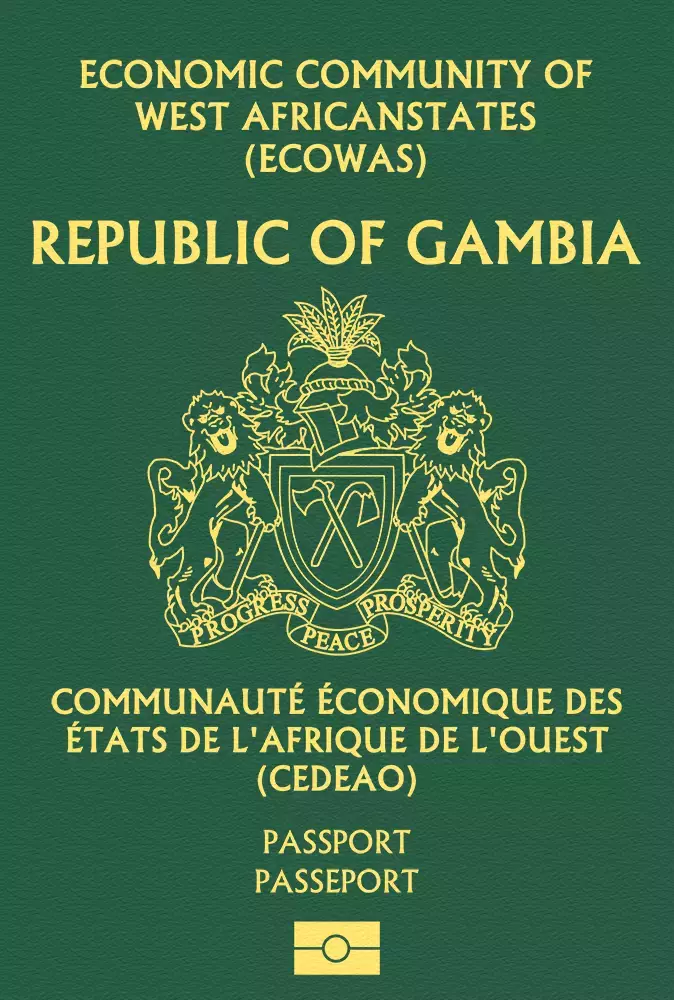 ECONOMIC COMMUNITY OF
WEST AFRICANSTATES
(ECOWAS)
REPUBLIC OF GAMBIA
PROGRESS PEACE PROSPERITY
COMMUNAUTÉ ÉCONOMIQUE DES
ÉTATS DE L'AFRIQUE DE L'OUEST
(CEDEAO)
PASSPORT
PASSEPORT